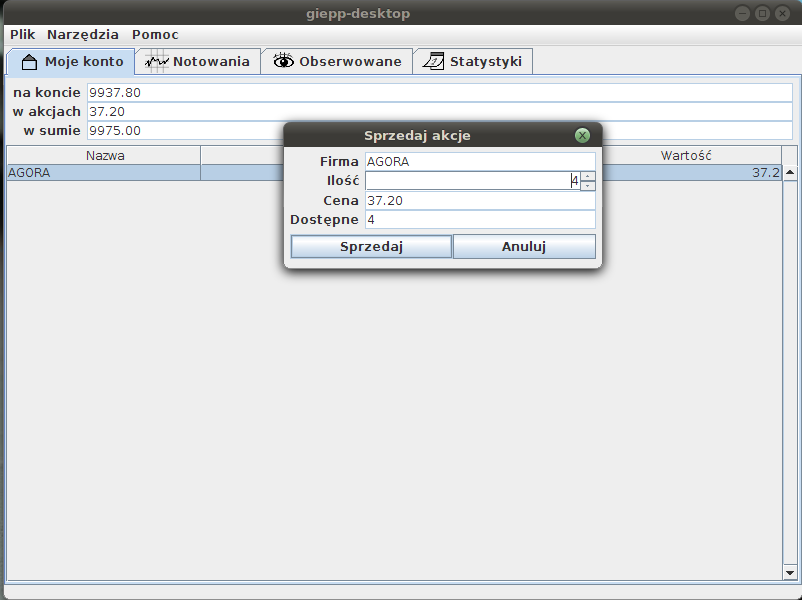 giepp-desktop
Plik Narzędzia Pomoc
Moje konto Notowania Obserwowane Statystyki
na koncie 9937.80
w akcjach 37.20
w sumie 9975.00
Nazwa Wartość
AGORA 37.2
Sprzedaj akcje
Firma AGORA
Ilość 4
Cena 37.20
Dostępne 4
Sprzedaj Anuluj